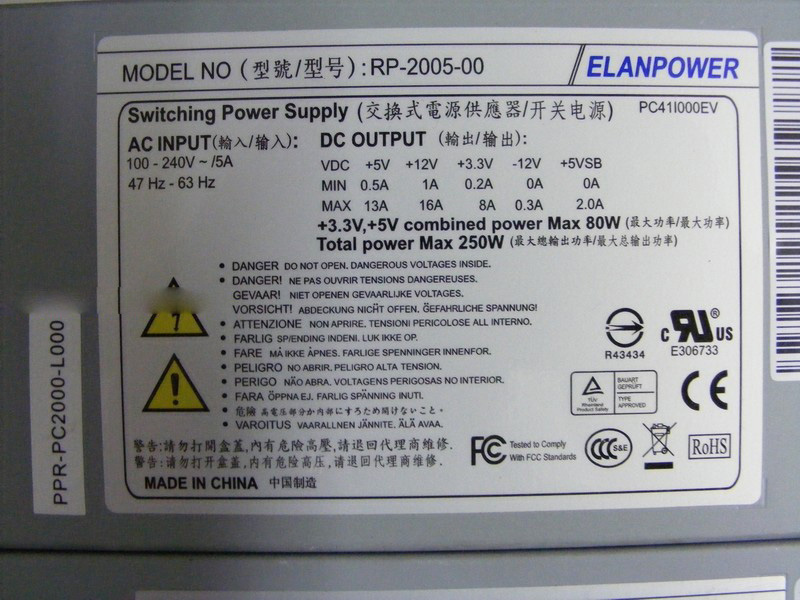 MODEL NO (型號/型号):RP-2005-00
ELANPOWER
Switching Power Supply (交換式電源供應器/开关电源) PC41I000EV
AC INPUT(輸入/输入):
100 - 240V ~ /5A
47 Hz - 63 Hz
DC OUTPUT (輸出/输出):
VDC +5V +12V +3.3V -12V +5VSB
MIN 0.5A 1A 0.2A 0A 0A
MAX 13A 16A 8A 0.3A 2.0A
+3.3V,+5V combined power Max 80W (最大功率/最大功率)
Total power Max 250W (最大總輸出功率/最大总输出功率)
• DANGER DO NOT OPEN. DANGEROUS VOLTAGES INSIDE.
• DANGER! NE PAS OUVRIR TENSIONS DANGEREUSES.
GEVAAR! NIET OPENEN GEVAARLIJKE VOLTAGES.
VORSICHT! ABDECKUNG NICHT OFFEN. GEFAHRLICHE SPANNUNG!
• ATTENZIONE NON APRIRE. TENSIONI PERICOLOSE ALL INTERNO.
• FARLIG SP/ENDING INDENI. LUK IKKE OP.
• FARE MÅ IKKE ÅPNES. FARLIGE SPENNINGER INNENFOR.
• PELIGRO NO ABRIR. PELIGRO ALTA TENSION.
• PERIGO NÃO ABRA. VOLTAGENS PERIGOSAS NO INTERIOR.
• FARA ÖPPNA EJ. FARLIG SPÄNNING INUTI.
• 危險 高電圧部分が内部にすろため開けないこと。
• VAROITUS VAARALLNEN JÄNNITE. ÄLÄ AVAA.
警告:請勿打開盒蓋,內有危險高壓,請退回代理商維修.
警告:请勿打开盒盖,内有危险高压,请退回代理商维修.
MADE IN CHINA 中国制造
R43434
c RU ® US
E306733
TÜV
Rheinland
Product Safety
BAUART
GEPRÜFT
TYPE
APPROVED
CE
FC
Tested to Comply
With FCC Standards
CCC S&E
RoHS
PPR-PC2000-L000